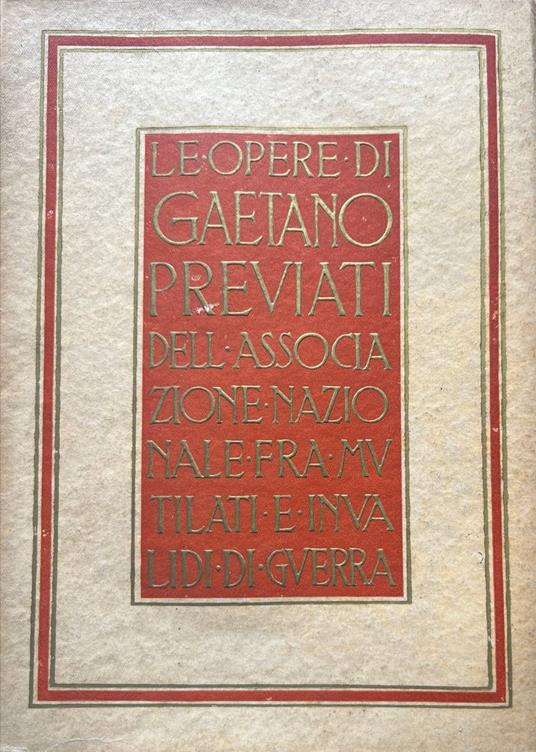 LE·OPERE·DI
GAETANO
PREVIATI
DELL·ASSOCIA
ZIONE·NAZIO
NALE·FRA·MV
TILATI·E·INVA
LIDI·DI·GVERRA